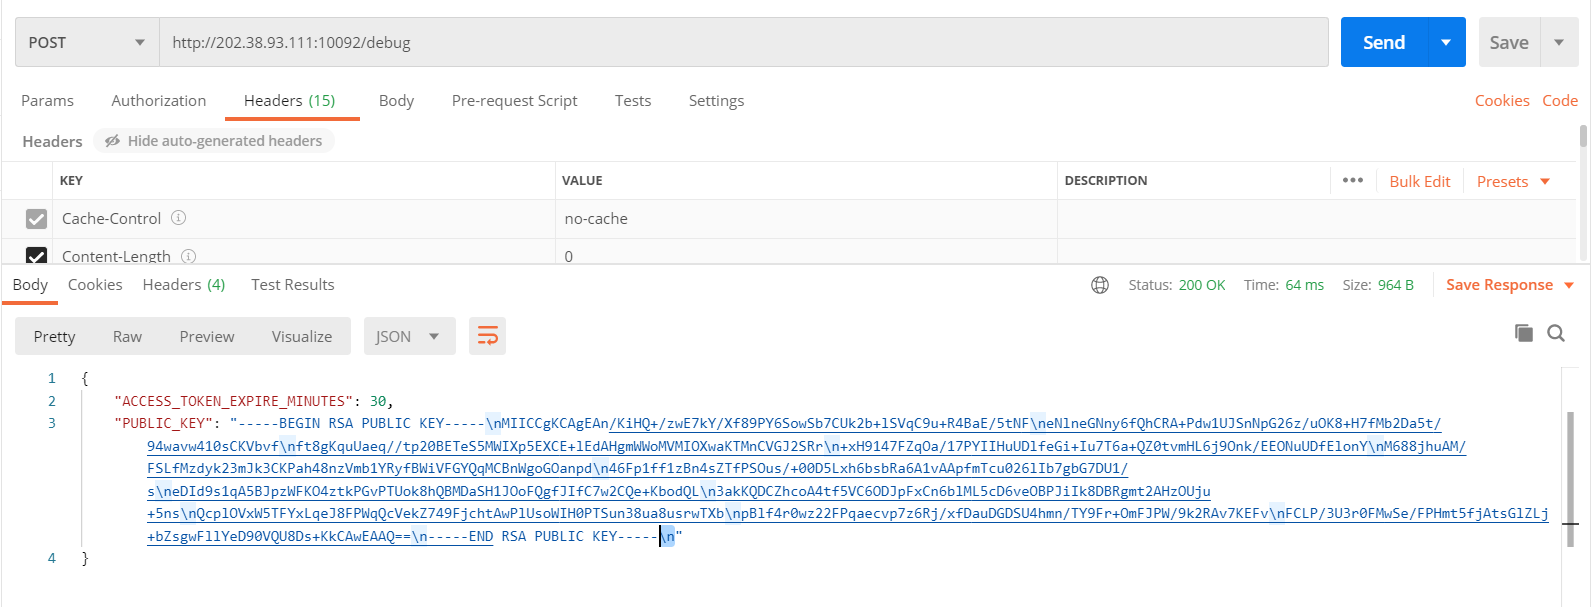 POST http://202.38.93.111:10092/debug Send Save
Params Authorization Headers (15) Body Pre-request Script Tests Settings Cookies Code
Headers Hide auto-generated headers
KEY VALUE DESCRIPTION ••• Bulk Edit Presets
Cache-Control no-cache
Content-Length 0
Body Cookies Headers (4) Test Results Status: 200 OK Time: 64 ms Size: 964 B Save Response
Pretty Raw Preview Visualize JSON
1 {
2 "ACCESS_TOKEN_EXPIRE_MINUTES": 30,
3 "PUBLIC_KEY": "-----BEGIN RSA PUBLIC KEY-----\nMIICCgKCAgEAn/KiHQ+/zwE7kY/Xf89PY6SowSb7CUk2b+lSVqC9u+R4BaE/5tNF\neNlneGNny6fQhCRA+Pdw1UJSnNpG26z/uOK8+H7fMb2Da5t/
94wavw410sCKVbvf\nft8gKquUaeq//tp20BETeS5MWIXp5EXCE+lEdAHgmWWoMVMIOXwaKTMnCVGJ2SRr\n+xH9147FZqOa/17PYIIHuUDlfeGi+Iu7T6a+QZ0tvmHL6j9Onk/EEONuUDfElonY\nM688jhuAM/
FSLfMzdyk23mJk3CKPah48nzVmb1YRyfBWiVFGYQqMCBnWgoGOanpd\n46Fp1ff1zBn4sZTfPSOus/+00D5Lxh6bsbRa6A1vAApfmTcu026lIb7gbG7DU1/
s\neDId9s1qA5BJpzWFKO4ztkPGvPTUok8hQBMDaSH1JOoFQgfJIfC7w2CQe+KbodQL\n3akKQDCZhcoA4tf5VC6ODJpFxCn6blML5cD6veOBPJiIk8DBRgmt2AHzOUju
+5ns\nQcplOVxW5TFYxLqeJ8FPWqQcVekZ749FjchtAwPlUsoWIH0PTSun38ua8usrwTXb\npBlf4r0wz22FPqaecvp7z6Rj/xfDauDGDSU4hmn/TY9Fr+OmFJPW/9k2RAv7KEFv\nFCLP/3U3r0FMwSe/FPHmt5fjAtsGlZLj
+bZsgwFllYeD90VQU8Ds+KkCAwEAAQ==\n-----END RSA PUBLIC KEY-----\n"
4 }